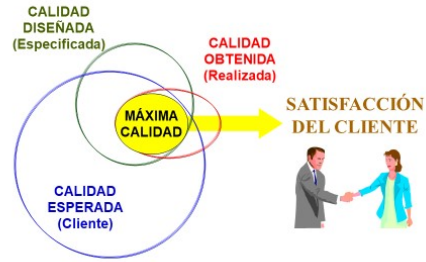 CALIDAD
DISEÑADA
(Especificada)
CALIDAD
OBTENIDA
(Realizada)
MÁXIMA
CALIDAD
SATISFACCIÓN
DEL CLIENTE
CALIDAD
ESPERADA
(Cliente)